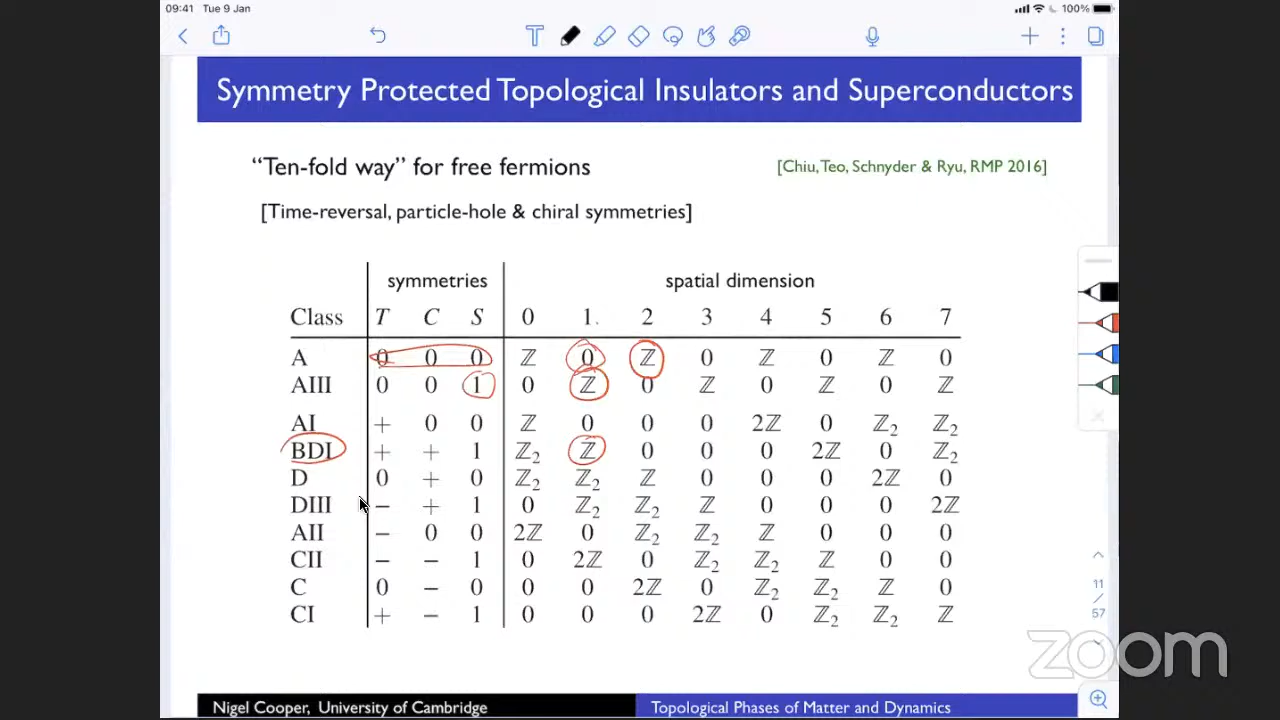 09:41 Tue 9 Jan 100%
Symmetry Protected Topological Insulators and Superconductors
“Ten-fold way” for free fermions [Chiu, Teo, Schnyder & Ryu, RMP 2016]
[Time-reversal, particle-hole & chiral symmetries]
symmetries spatial dimension
Class T C S 0 1 2 3 4 5 6 7
A 0 0 0 ℤ 0 ℤ 0 ℤ 0 ℤ 0
AIII 0 0 1 0 ℤ 0 ℤ 0 ℤ 0 ℤ
AI + 0 0 ℤ 0 0 0 2ℤ 0 ℤ₂ ℤ₂
BDI + + 1 ℤ₂ ℤ 0 0 0 2ℤ 0 ℤ₂
D 0 + 0 ℤ₂ ℤ₂ ℤ 0 0 0 2ℤ 0
DIII − + 1 0 ℤ₂ ℤ₂ ℤ 0 0 0 2ℤ
AII − 0 0 2ℤ 0 ℤ₂ ℤ₂ ℤ 0 0 0
CII − − 1 0 2ℤ 0 ℤ₂ ℤ₂ ℤ 0 0
C 0 − 0 0 0 2ℤ 0 ℤ₂ ℤ₂ ℤ 0
CI + − 1 0 0 0 2ℤ 0 ℤ₂ ℤ₂ ℤ
11
/
57
zoom
Nigel Cooper, University of Cambridge Topological Phases of Matter and Dynamics